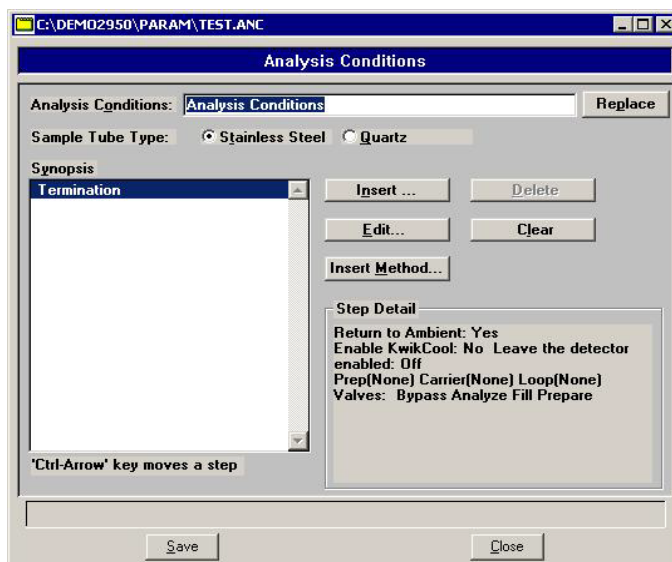 C:\DEMO2950\PARAM\TEST.ANC
Analysis Conditions
Analysis Conditions: Analysis Conditions Replace
Sample Tube Type: Stainless Steel Quartz
Synopsis
Termination
Insert ... Delete
Edit... Clear
Insert Method...
Step Detail
Return to Ambient: Yes
Enable KwikCool: No Leave the detector
enabled: Off
Prep(None) Carrier(None) Loop(None)
Valves: Bypass Analyze Fill Prepare
'Ctrl-Arrow' key moves a step
Save Close